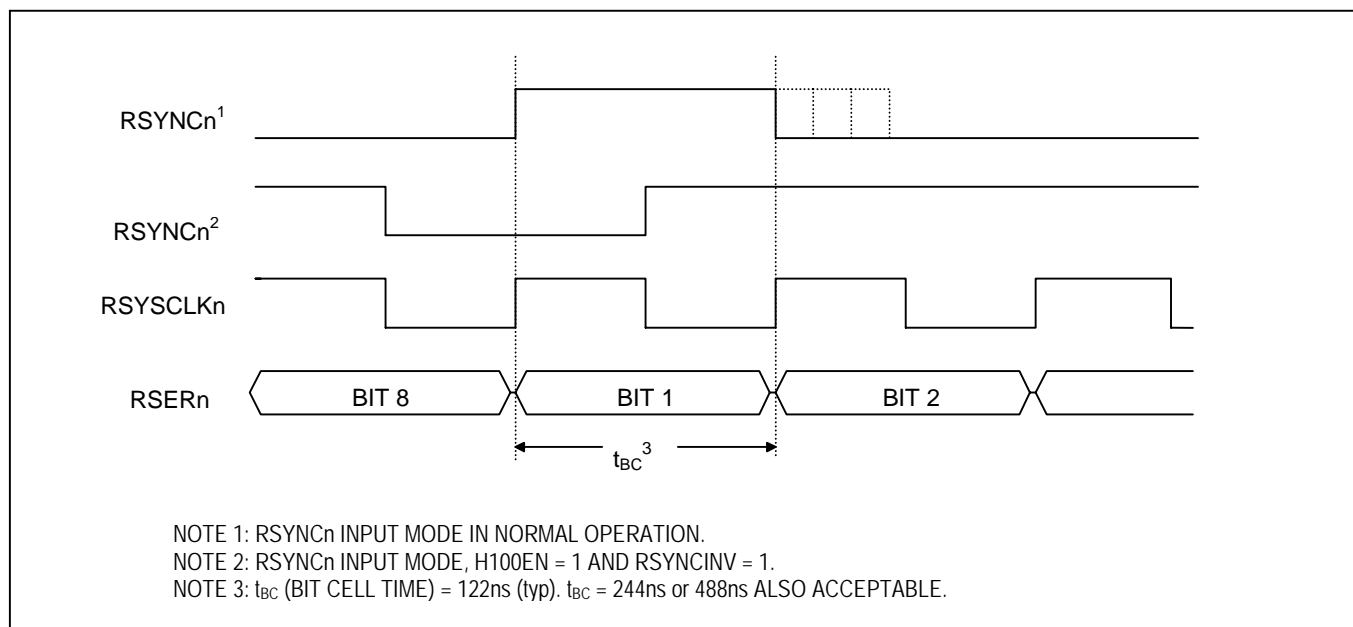 RSYNCn¹
RSYNCn²
RSYSCLKn
RSERn
BIT 8
BIT 1
BIT 2
tBC³
NOTE 1: RSYNCn INPUT MODE IN NORMAL OPERATION.
NOTE 2: RSYNCn INPUT MODE, H100EN = 1 AND RSYNCINV = 1.
NOTE 3: tBC (BIT CELL TIME) = 122ns (typ). tBC = 244ns or 488ns ALSO ACCEPTABLE.